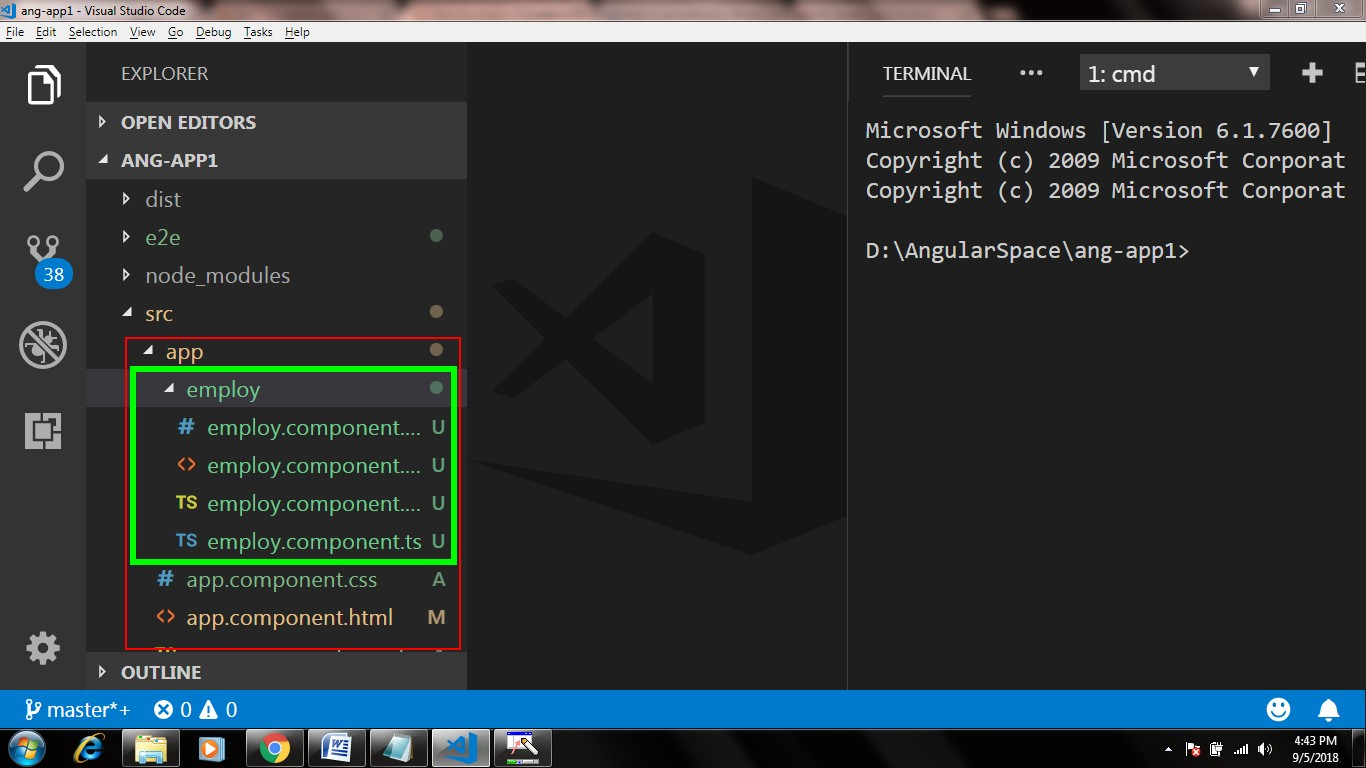 ang-app1 - Visual Studio Code
File Edit Selection View Go Debug Tasks Help
EXPLORER
OPEN EDITORS
ANG-APP1
dist
e2e
node_modules
38
src
app
employ
# employ.component.... U
<> employ.component.... U
TS employ.component.... U
TS employ.component.ts U
# app.component.css A
<> app.component.html M
OUTLINE
TERMINAL ••• 1: cmd
Microsoft Windows [Version 6.1.7600]
Copyright (c) 2009 Microsoft Corporat
Copyright (c) 2009 Microsoft Corporat
D:\AngularSpace\ang-app1>
master*+ 0 0
4:43 PM
9/5/2018